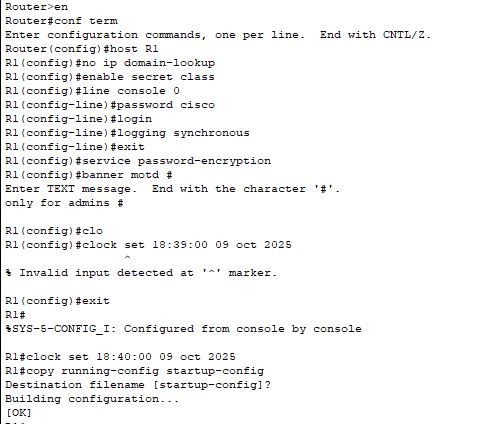 Router>en
Router#conf term
Enter configuration commands, one per line.  End with CNTL/Z.
Router(config)#host R1
R1(config)#no ip domain-lookup
R1(config)#enable secret class
R1(config)#line console 0
R1(config-line)#password cisco
R1(config-line)#login
R1(config-line)#logging synchronous
R1(config-line)#exit
R1(config)#service password-encryption
R1(config)#banner motd #
Enter TEXT message.  End with the character '#'.
only for admins #
R1(config)#clo
R1(config)#clock set 18:39:00 09 oct 2025
^
% Invalid input detected at '^' marker.
R1(config)#exit
R1#
%SYS-5-CONFIG_I: Configured from console by console
R1#clock set 18:40:00 09 oct 2025
R1#copy running-config startup-config
Destination filename [startup-config]?
Building configuration...
[OK]